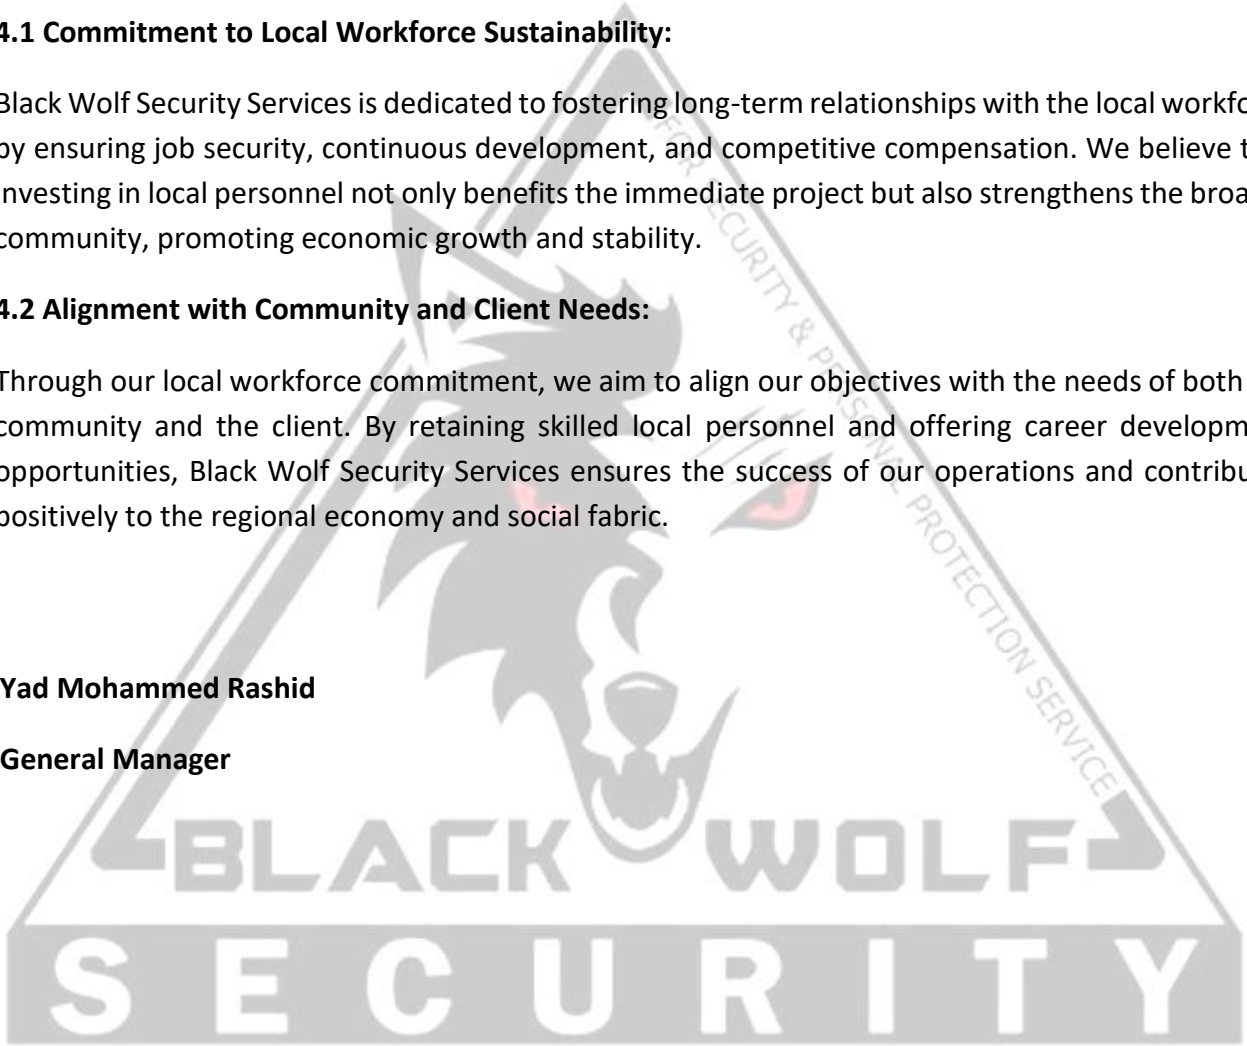 4.1 Commitment to Local Workforce Sustainability:
Black Wolf Security Services is dedicated to fostering long-term relationships with the local workfo
by ensuring job security, continuous development, and competitive compensation. We believe t
investing in local personnel not only benefits the immediate project but also strengthens the broa
community, promoting economic growth and stability.
4.2 Alignment with Community and Client Needs:
Through our local workforce commitment, we aim to align our objectives with the needs of both
community and the client. By retaining skilled local personnel and offering career developm
opportunities, Black Wolf Security Services ensures the success of our operations and contribu
positively to the regional economy and social fabric.
Yad Mohammed Rashid
General Manager
FOR SECURITY & PERSONAL PROTECTION SERVICE
BLACK WOLF
SECURITY